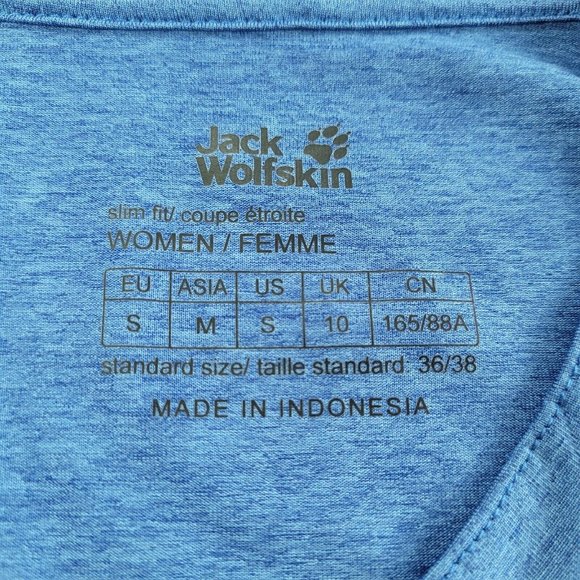 Jack
Wolfskin
slim fit/ coupe étroite
WOMEN / FEMME
EU ASIA US UK CN
S M S 10 165/88A
standard size/ taille standard 36/38
MADE IN INDONESIA